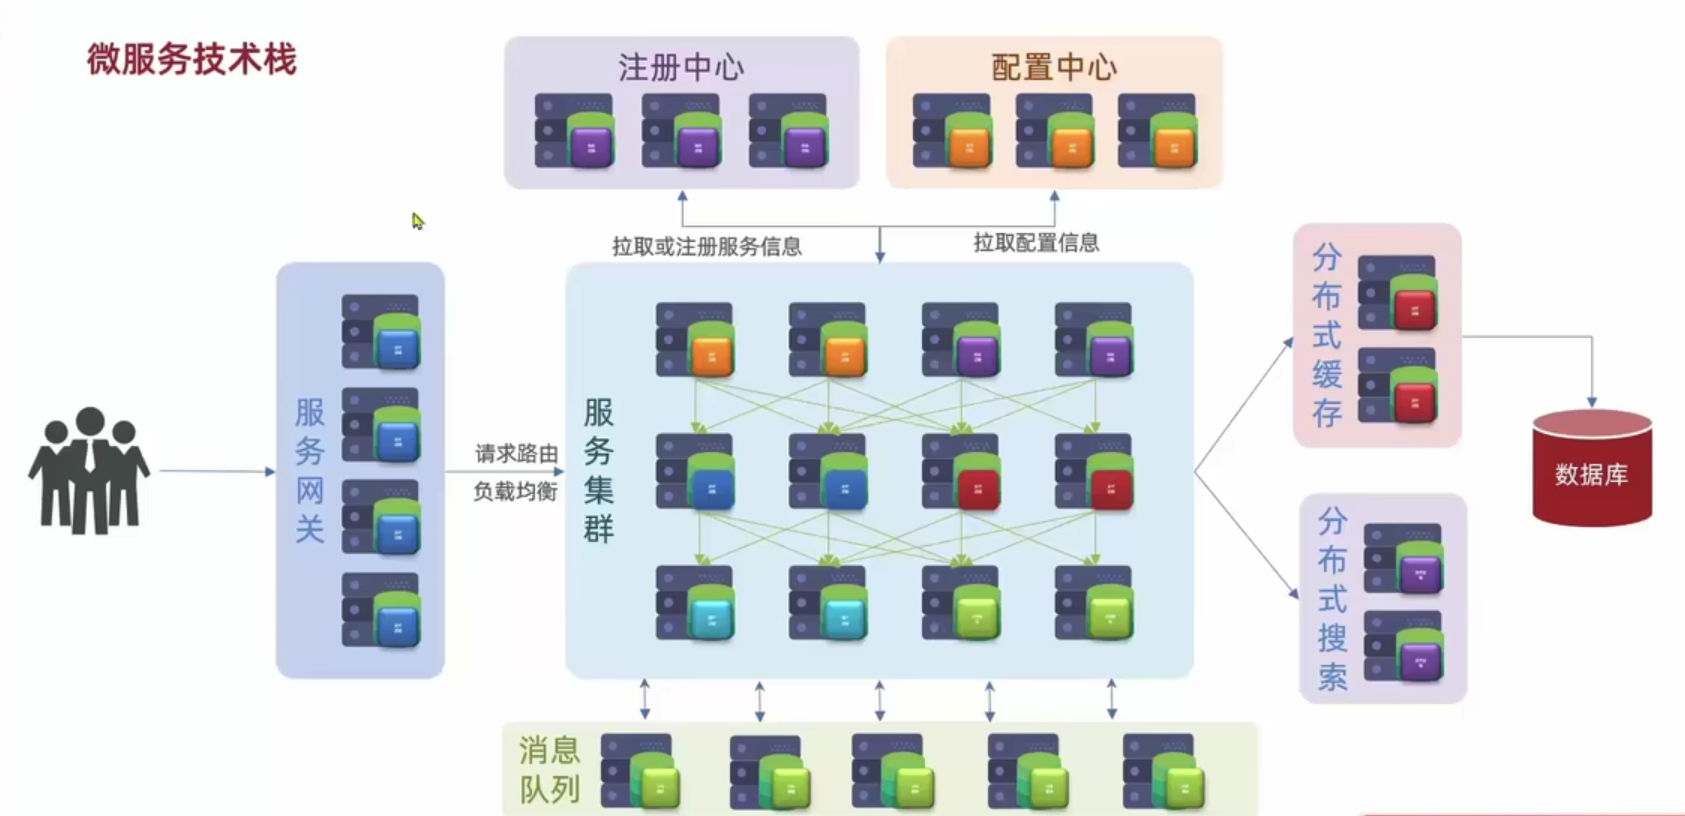 微服务技术栈
注册中心
配置中心
拉取或注册服务信息
拉取配置信息
服务网关
请求路由
负载均衡
服务集群
分布式缓存
数据库
分布式搜索
消息
队列